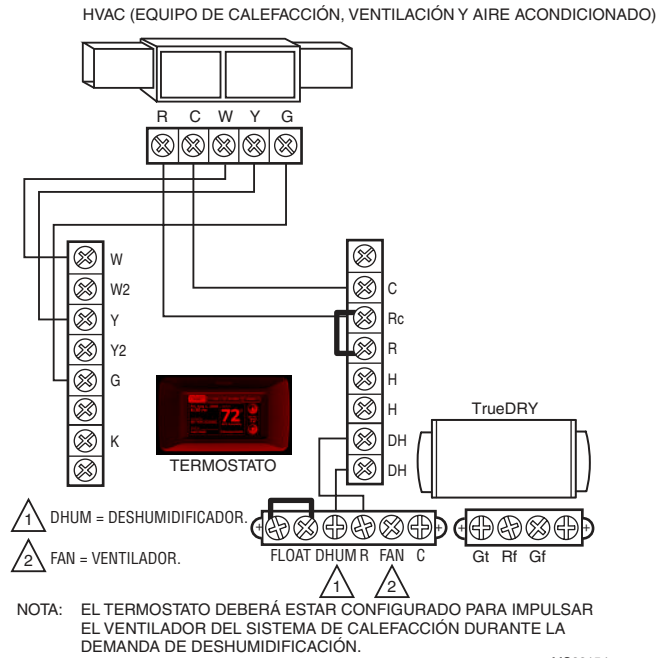 HVAC (EQUIPO DE CALEFACCIÓN, VENTILACIÓN Y AIRE ACONDICIONADO)
R C W Y G
W
W2
Y
Y2
G
K
C
Rc
R
H
H
DH
DH
72
TERMOSTATO
TrueDRY
1 DHUM = DESHUMIDIFICADOR.
2 FAN = VENTILADOR.
FLOAT DHUM R FAN C
1 2
Gt Rf Gf
NOTA: EL TERMOSTATO DEBERÁ ESTAR CONFIGURADO PARA IMPULSAR
EL VENTILADOR DEL SISTEMA DE CALEFACCIÓN DURANTE LA
DEMANDA DE DESHUMIDIFICACIÓN.